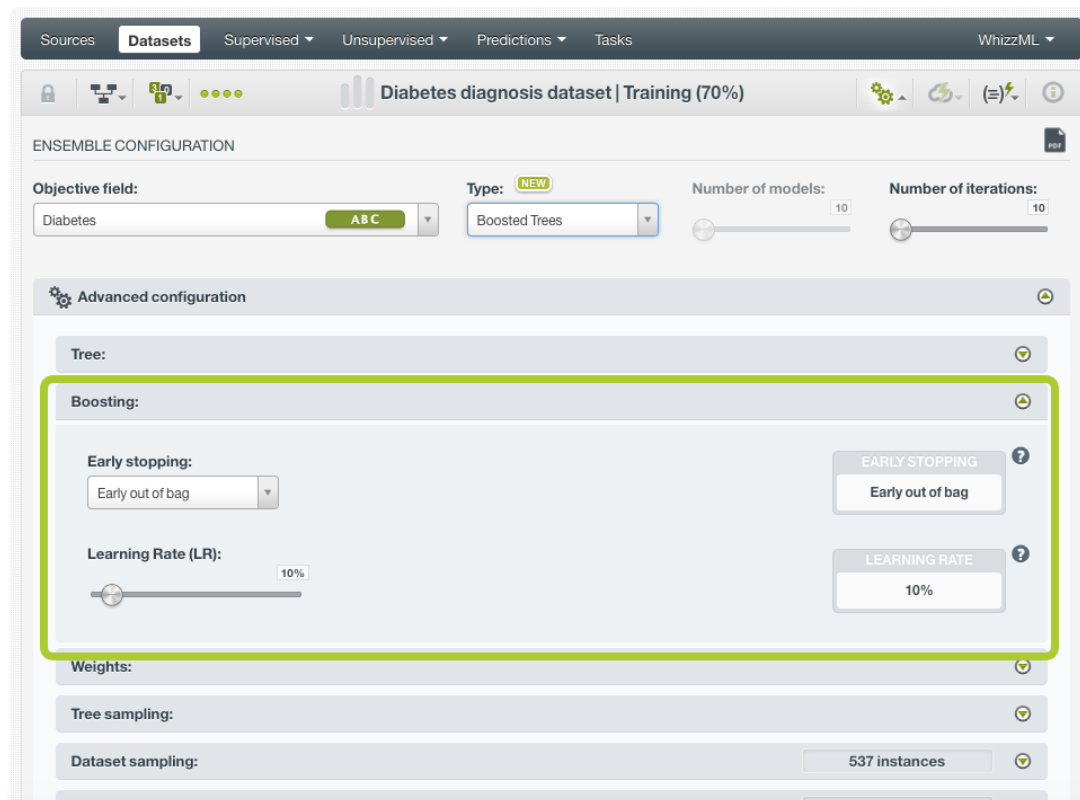 Sources Datasets Supervised Unsupervised Predictions Tasks WhizzML
Diabetes diagnosis dataset | Training (70%)
ENSEMBLE CONFIGURATION
PDF
Objective field: Type: NEW Number of models: Number of iterations:
Diabetes ABC Boosted Trees 10 10
Advanced configuration
Tree:
Boosting:
Early stopping: EARLY STOPPING ?
Early out of bag Early out of bag
Learning Rate (LR): LEARNING RATE ?
10% 10%
Weights:
Tree sampling:
Dataset sampling: 537 instances